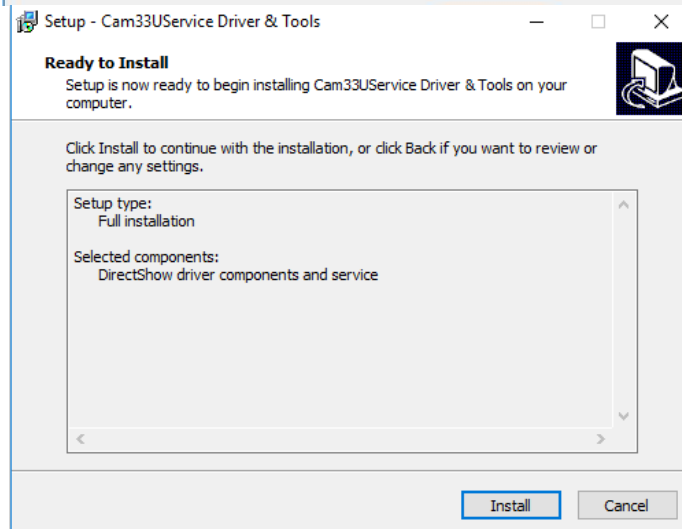 Setup - Cam33UService Driver & Tools
Ready to Install
Setup is now ready to begin installing Cam33UService Driver & Tools on your
computer.
Click Install to continue with the installation, or click Back if you want to review or
change any settings.
Setup type:
Full installation
Selected components:
DirectShow driver components and service
Install
Cancel